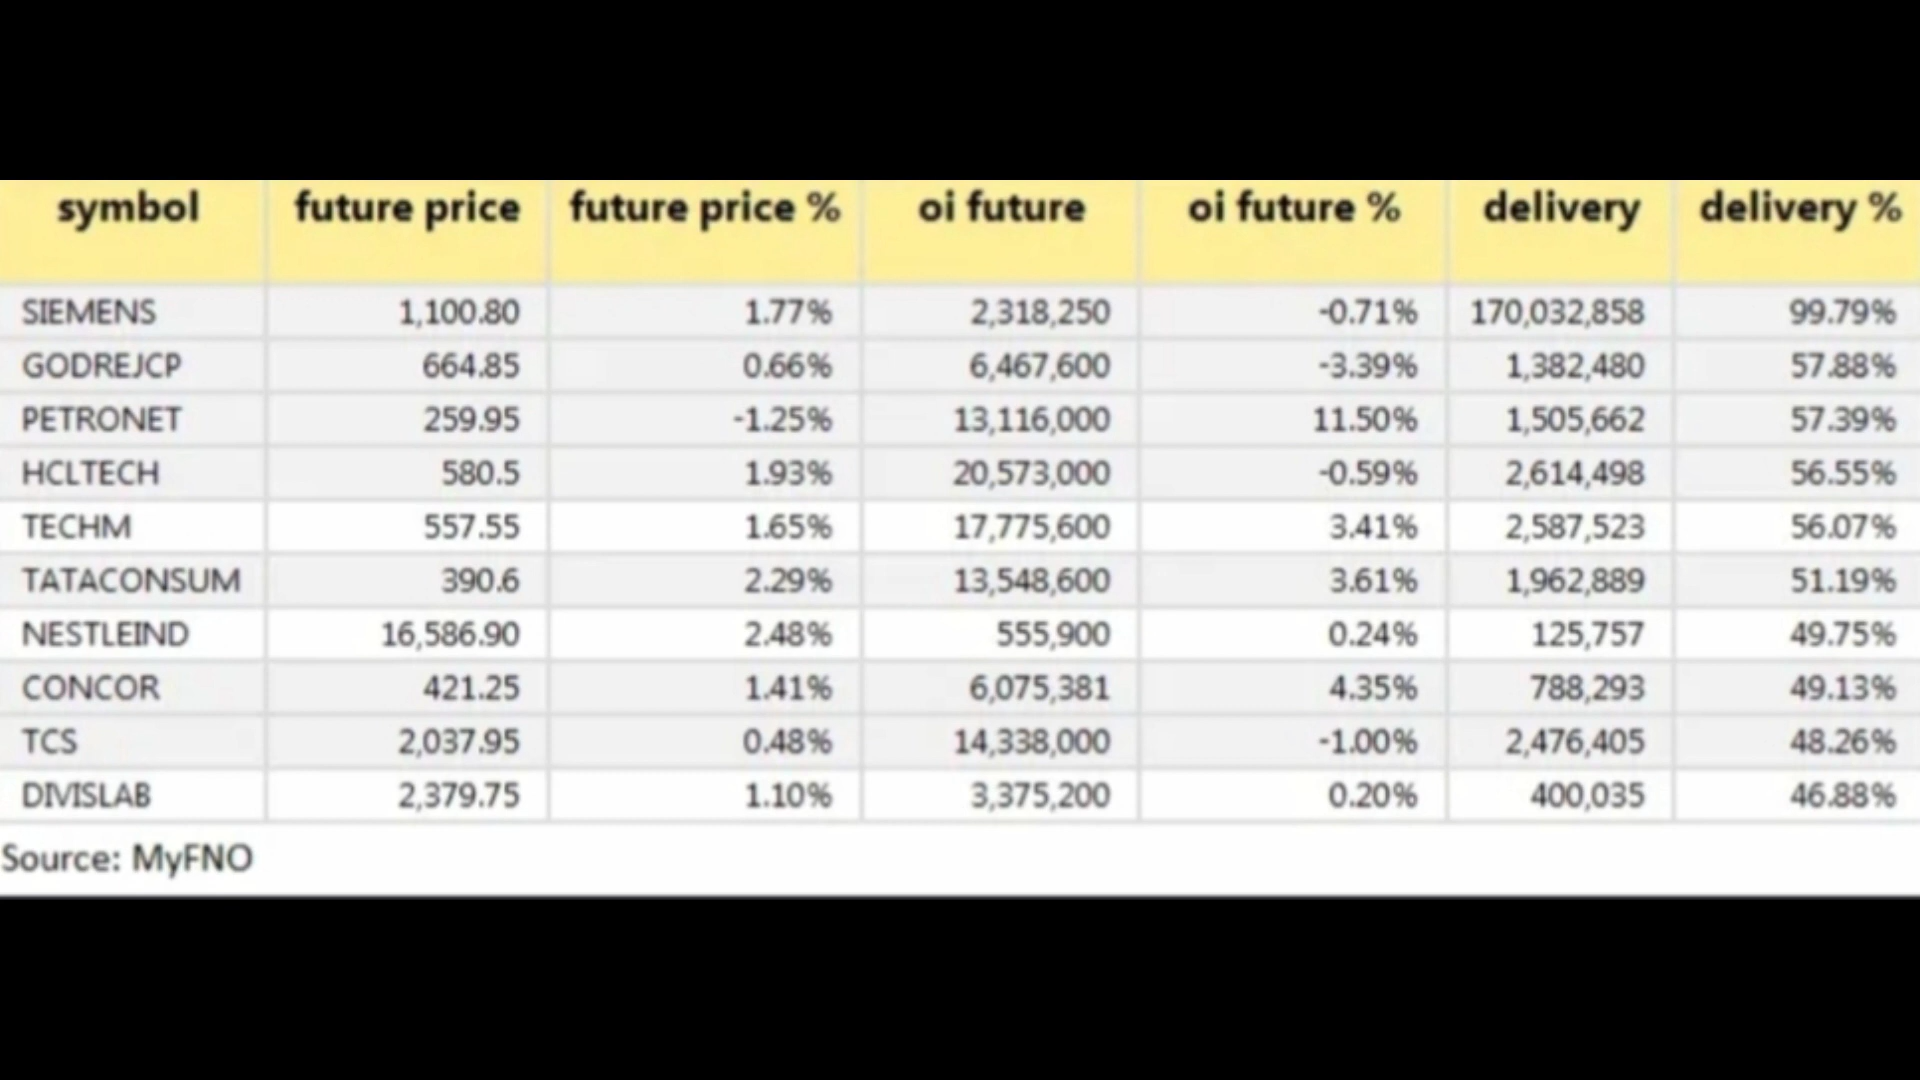 symbol future price future price % oi future oi future % delivery delivery %
SIEMENS 1,100.80 1.77% 2,318,250 -0.71% 170,032,858 99.79%
GODREJCP 664.85 0.66% 6,467,600 -3.39% 1,382,480 57.88%
PETRONET 259.95 -1.25% 13,116,000 11.50% 1,505,662 57.39%
HCLTECH 580.5 1.93% 20,573,000 -0.59% 2,614,498 56.55%
TECHM 557.55 1.65% 17,775,600 3.41% 2,587,523 56.07%
TATACONSUM 390.6 2.29% 13,548,600 3.61% 1,962,889 51.19%
NESTLEIND 16,586.90 2.48% 555,900 0.24% 125,757 49.75%
CONCOR 421.25 1.41% 6,075,381 4.35% 788,293 49.13%
TCS 2,037.95 0.48% 14,338,000 -1.00% 2,476,405 48.26%
DIVISLAB 2,379.75 1.10% 3,375,200 0.20% 400,035 46.88%
Source: MyFNO